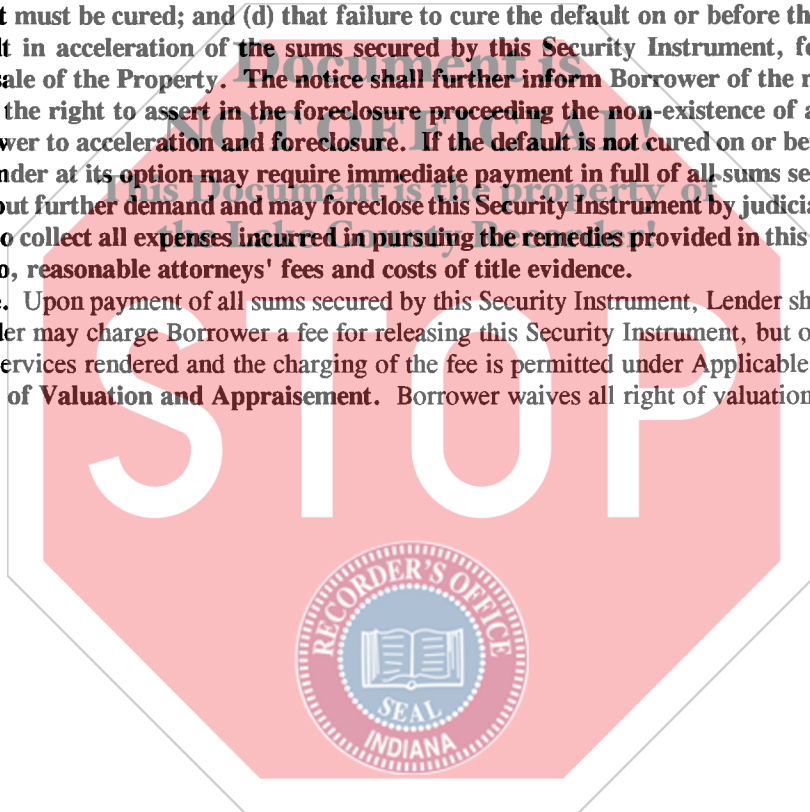 t must be cured; and (d) that failure to cure the default on or before th
lt in acceleration of the sums secured by this Security Instrument, f
sale of the Property. The notice shall further inform Borrower of the r
the right to assert in the foreclosure proceeding the non-existence of a
wer to acceleration and foreclosure. If the default is not cured on or be
nder at its option may require immediate payment in full of all sums se
out further demand and may foreclose this Security Instrument by judicia
o collect all expenses incurred in pursuing the remedies provided in this
o, reasonable attorneys' fees and costs of title evidence.
e. Upon payment of all sums secured by this Security Instrument, Lender sh
der may charge Borrower a fee for releasing this Security Instrument, but o
ervices rendered and the charging of the fee is permitted under Applicable
of Valuation and Appraisement. Borrower waives all right of valuation
Document is
NOT OFFICIAL
This Document is the property of
the Lake County Recorder!
STOP
RECORDER'S OFFICE
SEAL
INDIANA